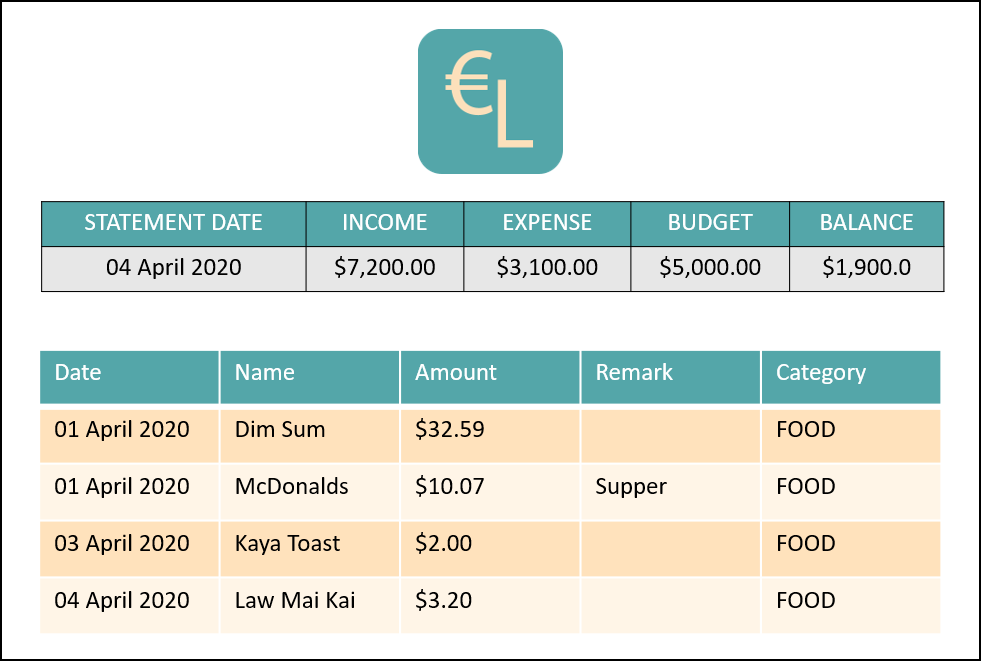 €L
STATEMENT DATE INCOME EXPENSE BUDGET BALANCE
04 April 2020 $7,200.00 $3,100.00 $5,000.00 $1,900.0
Date Name Amount Remark Category
01 April 2020 Dim Sum $32.59 FOOD
01 April 2020 McDonalds $10.07 Supper FOOD
03 April 2020 Kaya Toast $2.00 FOOD
04 April 2020 Law Mai Kai $3.20 FOOD